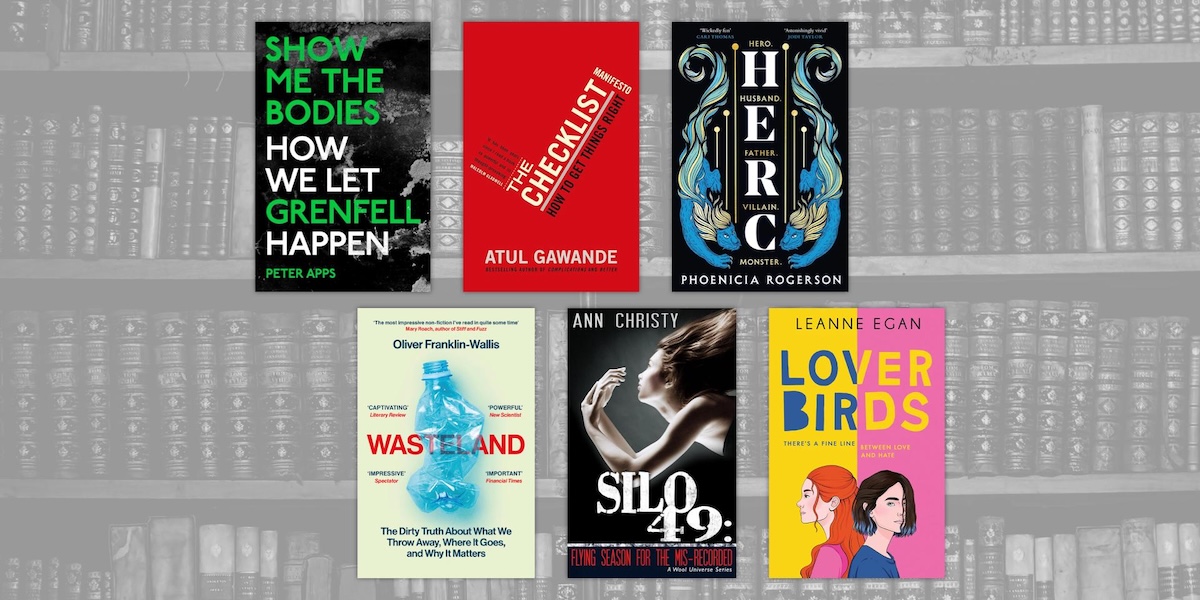 SHOW
ME THE
BODIES
HOW
WE LET
GRENFELL
HAPPEN
PETER APPS
THE
CHECKLIST
MANIFESTO
HOW TO GET THINGS RIGHT
MALCOLM GLADWELL
ATUL GAWANDE
BESTSELLING AUTHOR OF COMPLICATIONS AND BETTER
'Wickedly fun'
'Astonishingly vivid'
JODI TAYLOR
HERO.
H
HUSBAND.
E
FATHER.
R
VILLAIN.
C
MONSTER.
PHOENICIA ROGERSON
'The most impressive non-fiction I've read in quite some time'
Mary Roach, author of Stiff and Fuzz
Oliver Franklin-Wallis
'CAPTIVATING'
Literary Review
'POWERFUL'
New Scientist
WASTELAND
'IMPRESSIVE'
Spectator
'IMPORTANT'
Financial Times
The Dirty Truth About What We
Throw Away, Where It Goes,
and Why It Matters
ANN CHRISTY
SILO
49:
FLYING SEASON FOR THE MIS-RECORDED
A Wool Universe Series
LEANNE EGAN
LOVER
BIRDS
THERE'S A FINE LINE BETWEEN LOVE
AND HATE